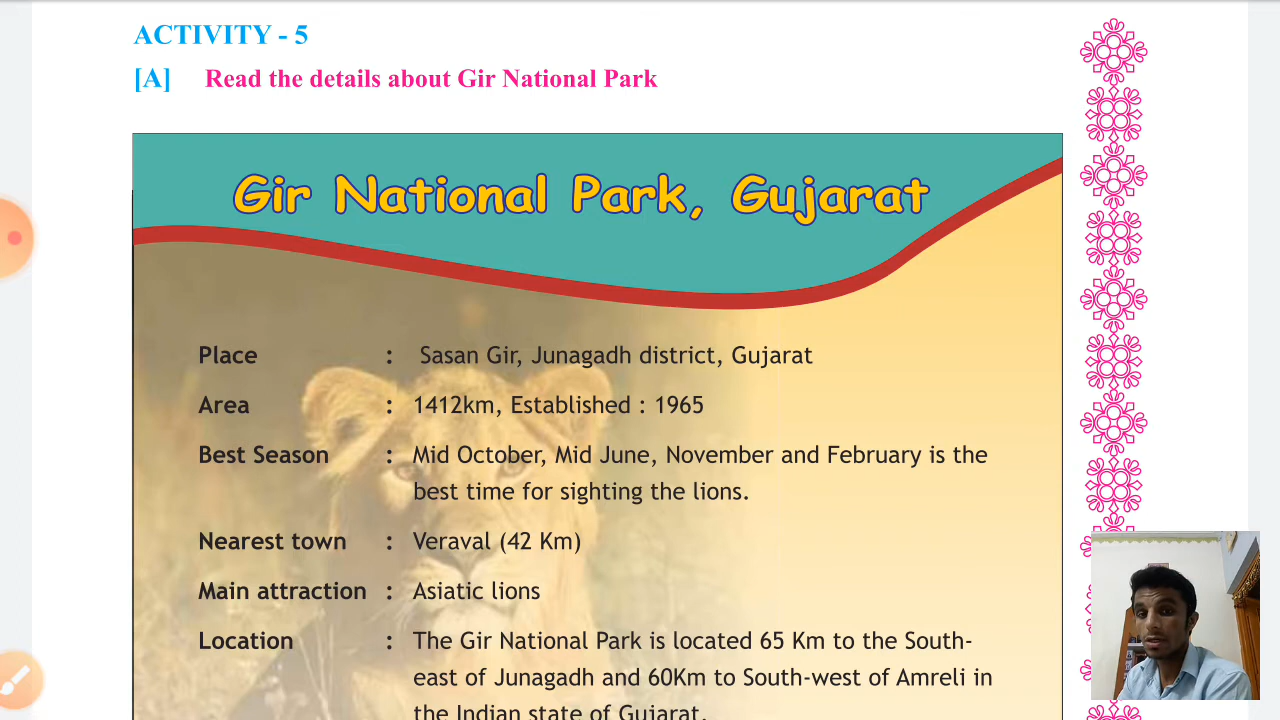 ACTIVITY - 5
[A] Read the details about Gir National Park
Gir National Park, Gujarat
Place : Sasan Gir, Junagadh district, Gujarat
Area : 1412km, Established : 1965
Best Season : Mid October, Mid June, November and February is the
best time for sighting the lions.
Nearest town : Veraval (42 Km)
Main attraction : Asiatic lions
Location : The Gir National Park is located 65 Km to the South-
east of Junagadh and 60Km to South-west of Amreli in
the Indian state of Gujarat.